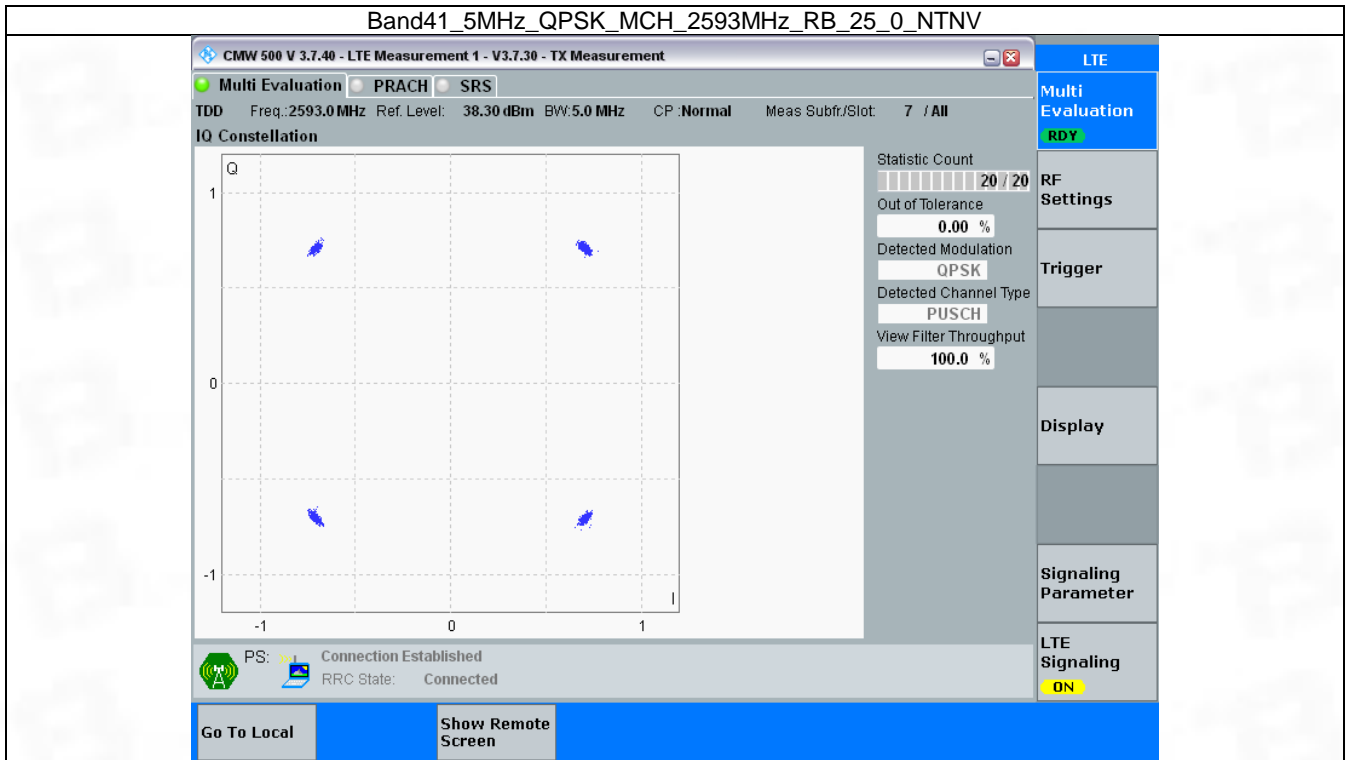 Band41_5MHz_QPSK_MCH_2593MHz_RB_25_0_NTNV
CMW 500 V 3.7.40 - LTE Measurement 1 - V3.7.30 - TX Measurement
LTE
Multi Evaluation PRACH SRS
TDD Freq.:2593.0 MHz Ref. Level: 38.30 dBm BW:5.0 MHz CP :Normal Meas Subfr./Slot: 7 / All
IQ Constellation
Q
1
0
-1
I
-1 0 1
Statistic Count
20 / 20
Out of Tolerance
0.00 %
Detected Modulation
QPSK
Detected Channel Type
PUSCH
View Filter Throughput
100.0 %
Multi
Evaluation
RDY
RF
Settings
Trigger
Display
Signaling
Parameter
LTE
Signaling
ON
PS: Connection Established
RRC State: Connected
Go To Local
Show Remote
Screen